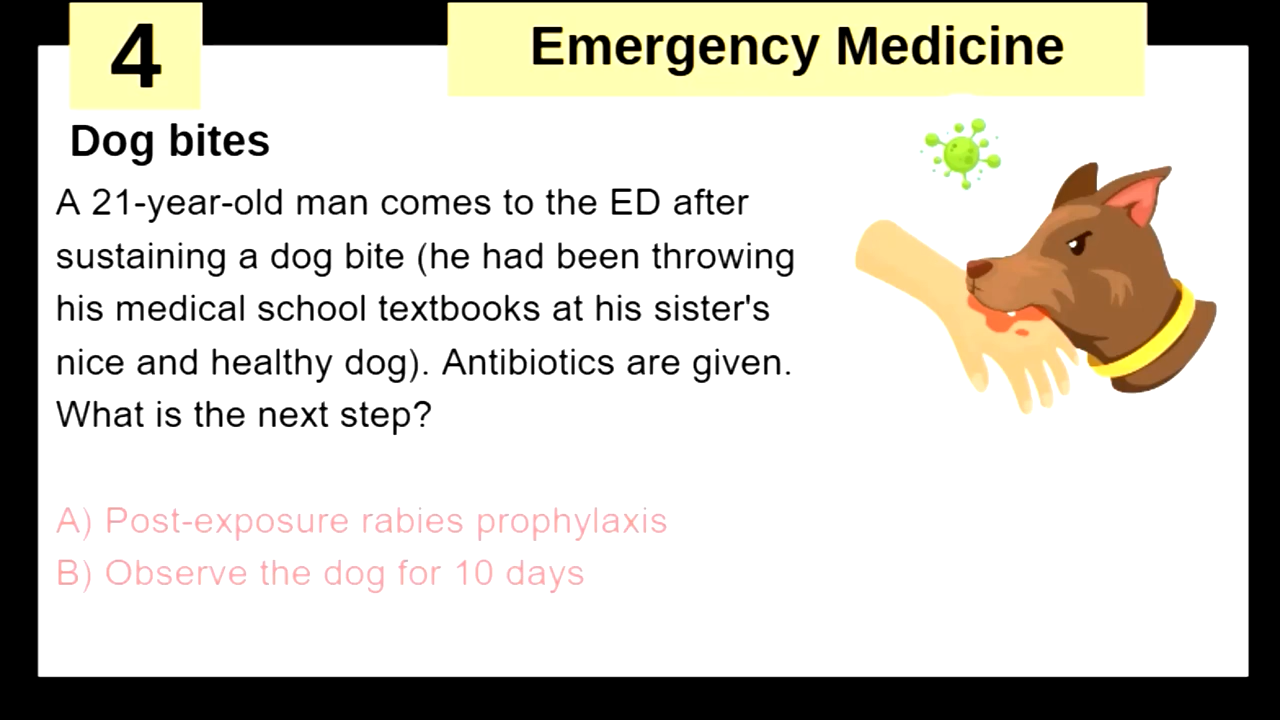 4
Emergency Medicine
Dog bites
A 21-year-old man comes to the ED after
sustaining a dog bite (he had been throwing
his medical school textbooks at his sister's
nice and healthy dog). Antibiotics are given.
What is the next step?
A) Post-exposure rabies prophylaxis
B) Observe the dog for 10 days